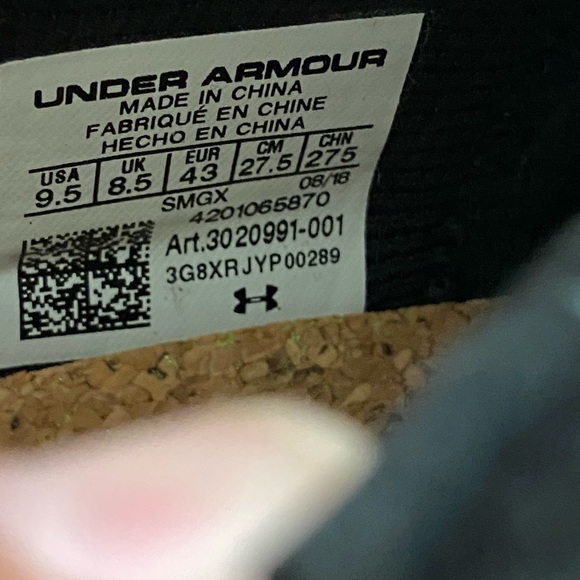 UNDER ARMOUR
MADE IN CHINA
FABRIQUÉ EN CHINE
HECHO EN CHINA
USA UK EUR CM CHN
9.5 8.5 43 27.5 275
SMGX 08/18
4201065870
Art.3020991-001
3G8XRJYP00289